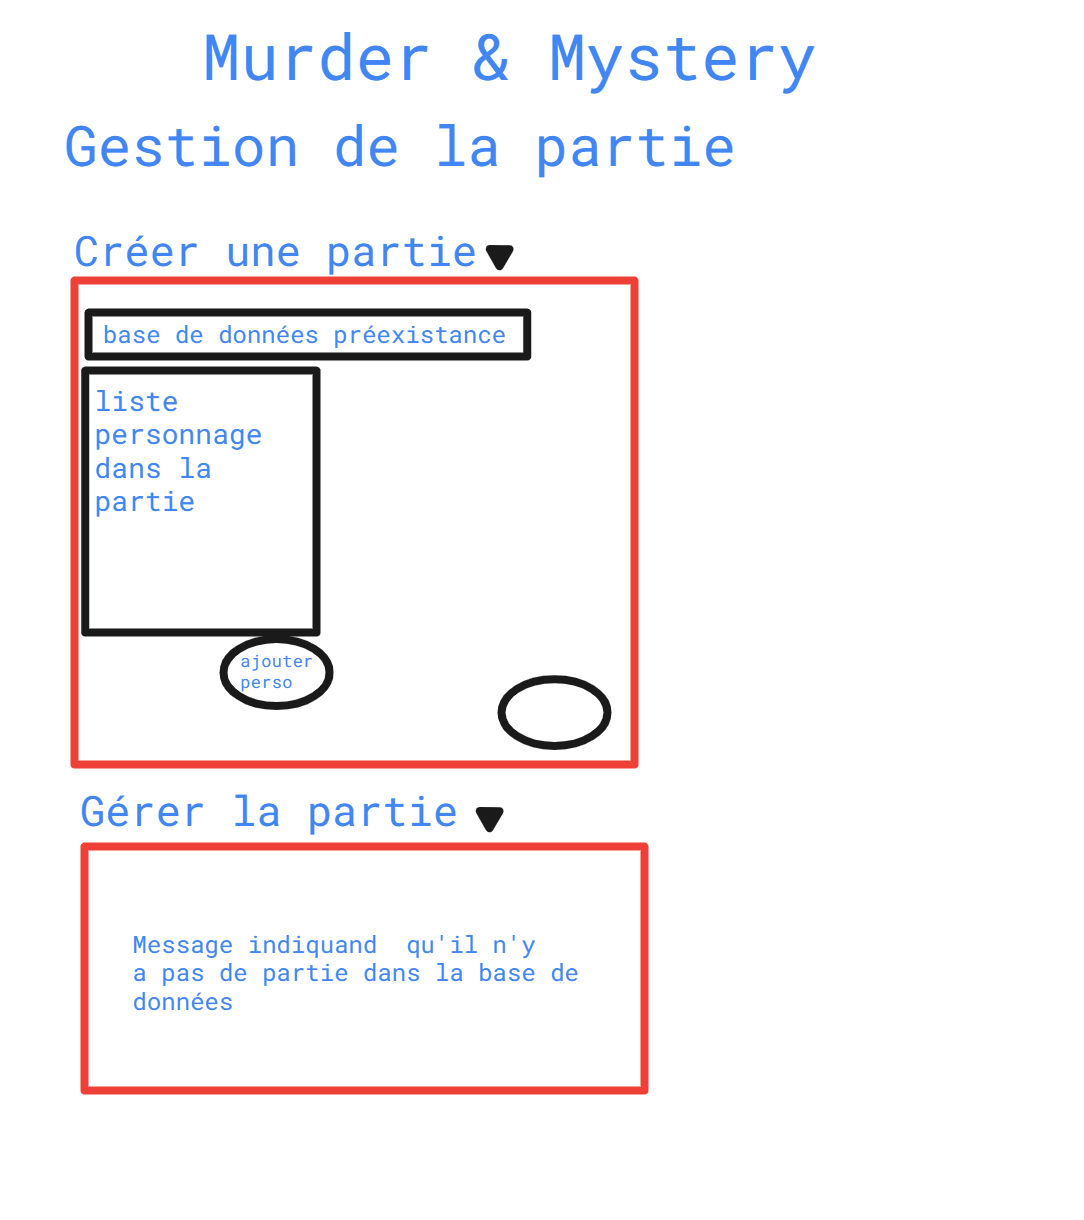 Murder & Mystery
Gestion de la partie
Créer une partie
base de données préexistance
liste
personnage
dans la
partie
ajouter
perso
Gérer la partie
Message indiquand  qu'il n'y
a pas de partie dans la base de
données